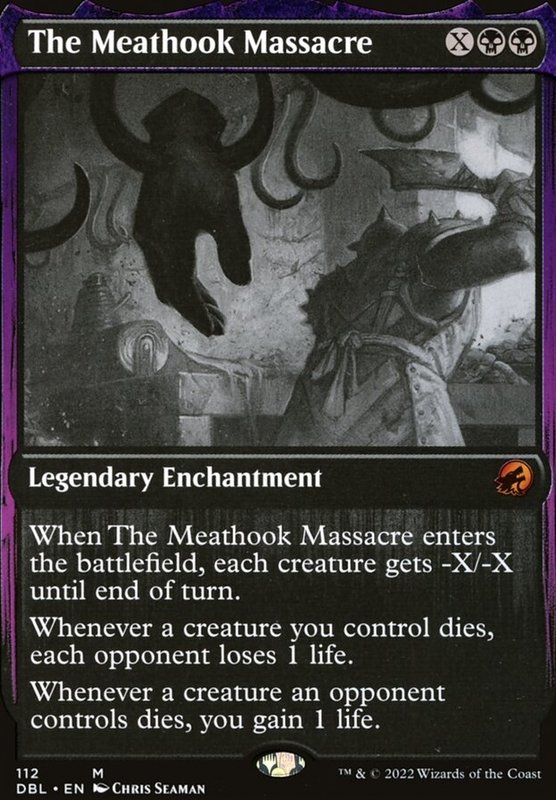 The Meathook Massacre X
Legendary Enchantment
When The Meathook Massacre enters
the battlefield, each creature gets -X/-X
until end of turn.
Whenever a creature you control dies,
each opponent loses 1 life.
Whenever a creature an opponent
controls dies, you gain 1 life.
112 M
DBL • EN Chris Seaman
™ & © 2022 Wizards of the Coast